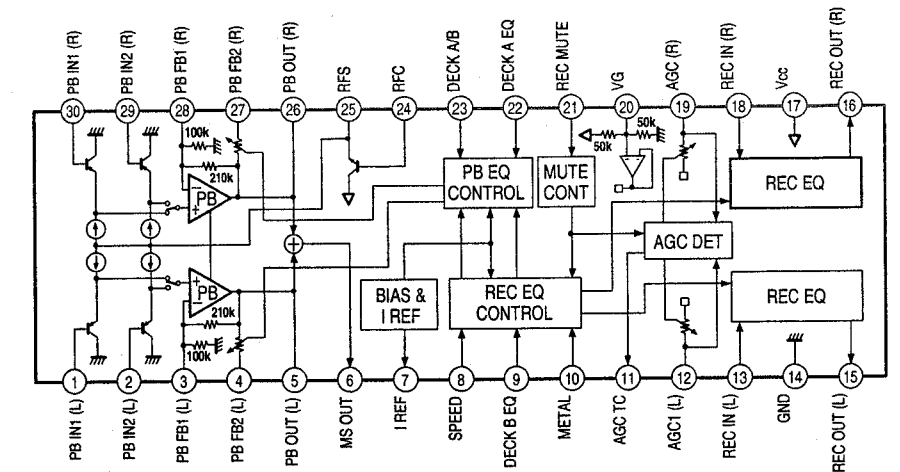 PB IN1 (R)
PB IN2 (R)
PB FB1 (R)
PB FB2 (R)
PB OUT (R)
RFS
RFC
DECK A/B
DECK A EQ
REC MUTE
VG
AGC (R)
REC IN (R)
Vcc
REC OUT (R)
30
29
28
27
26
25
24
23
22
21
20
19
18
17
16
100k
210k
50k
50k
PB
PB EQ
CONTROL
MUTE
CONT
REC EQ
AGC DET
PB
210k
100k
BIAS &
I REF
REC EQ
CONTROL
REC EQ
1
2
3
4
5
6
7
8
9
10
11
12
13
14
15
PB IN1 (L)
PB IN2 (L)
PB FB1 (L)
PB FB2 (L)
PB OUT (L)
MS OUT
I REF
SPEED
DECK B EQ
METAL
AGC TC
AGC1 (L)
REC IN (L)
GND
REC OUT (L)